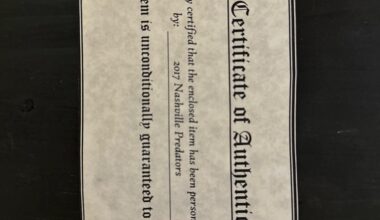 Certificate of Authenti
y certified that the enclosed item has been person
by:
2017 Nashville Predators
em is unconditionally guaranteed to